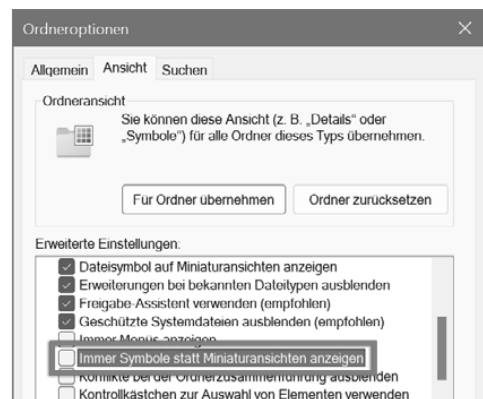 Ordneroptionen
Allgemein Ansicht Suchen
Ordneransicht
Sie können diese Ansicht (z. B. „Details“ oder
„Symbole“) für alle Ordner dieses Typs übernehmen.
Für Ordner übernehmen Ordner zurücksetzen
Erweiterte Einstellungen:
Dateisymbol auf Miniaturansichten anzeigen
Erweiterungen bei bekannten Dateitypen ausblenden
Freigabe-Assistent verwenden (empfohlen)
Geschützte Systemdateien ausblenden (empfohlen)
Immer Menüs anzeigen
Immer Symbole statt Miniaturansichten anzeigen
Konflikte bei der Ordnerzusammenführung ausblenden
Kontrollkästchen zur Auswahl von Elementen verwenden